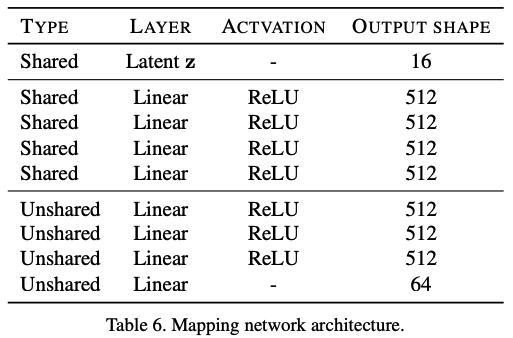 TYPE LAYER ACTVATION OUTPUT SHAPE
Shared Latent z - 16
Shared Linear ReLU 512
Shared Linear ReLU 512
Shared Linear ReLU 512
Shared Linear ReLU 512
Unshared Linear ReLU 512
Unshared Linear ReLU 512
Unshared Linear ReLU 512
Unshared Linear - 64
Table 6. Mapping network architecture.